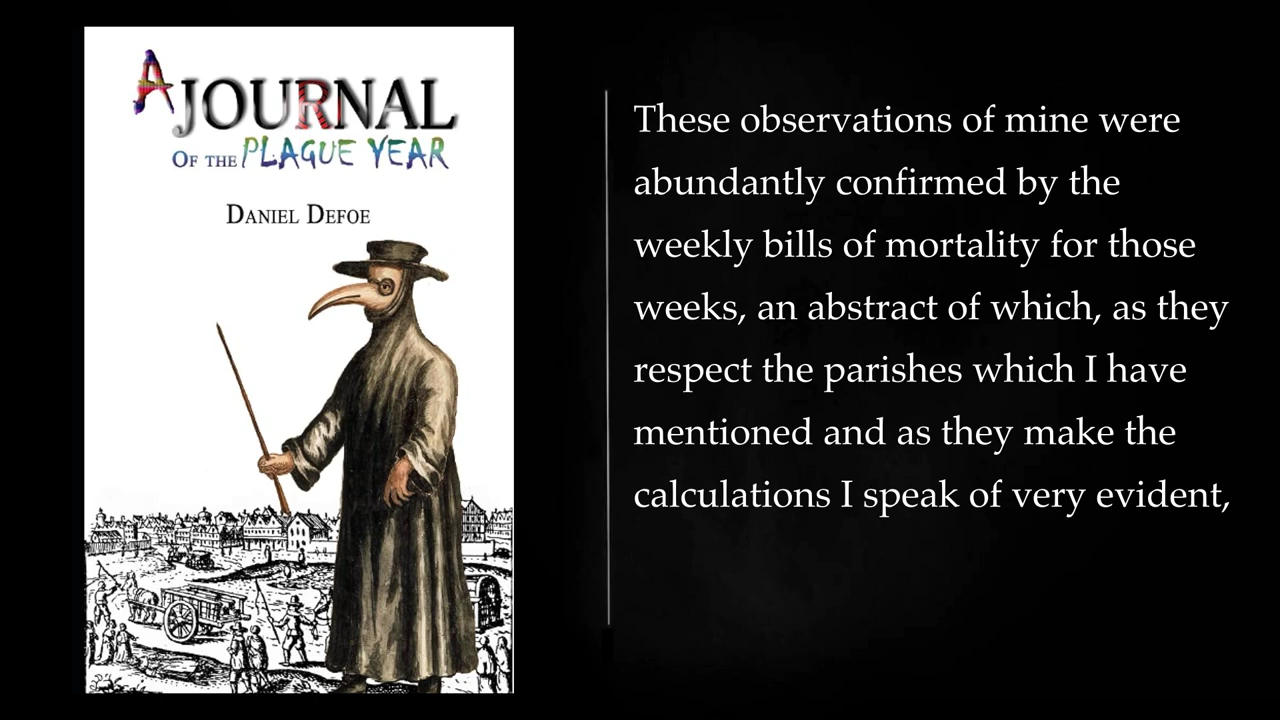 A JOURNAL
OF THE PLAGUE YEAR
DANIEL DEFOE
These observations of mine were
abundantly confirmed by the
weekly bills of mortality for those
weeks, an abstract of which, as they
respect the parishes which I have
mentioned and as they make the
calculations I speak of very evident,